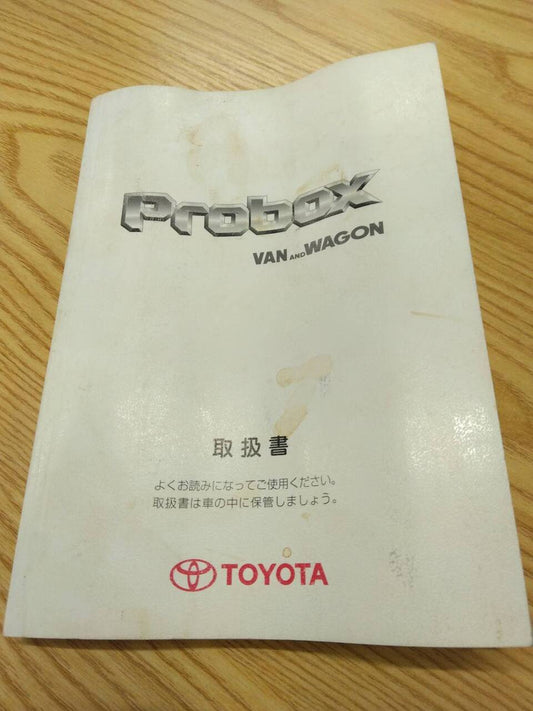 Probox
VAN AND WAGON
取扱書
よくお読みになってご使用ください。
取扱書は車の中に保管しましょう。
TOYOTA